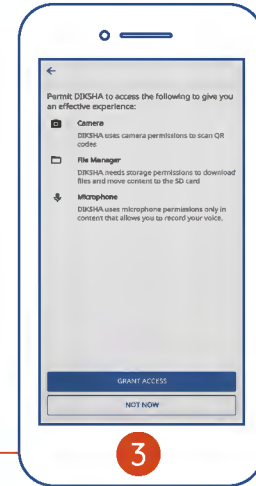 Permit DIKSHA to access the following to give you
an effective experience:
Camera
DIKSHA uses camera permissions to scan QR
codes
File Manager
DIKSHA needs storage permissions to download
files and move content to the SD card
Microphone
DIKSHA uses microphone permissions only in
content that allows you to record your voice.
GRANT ACCESS
NOT NOW
3